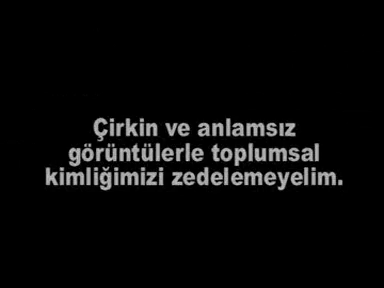 Çirkin ve anlamsız
görüntülerle toplumsal
kimliğimizi zedelemeyelim.